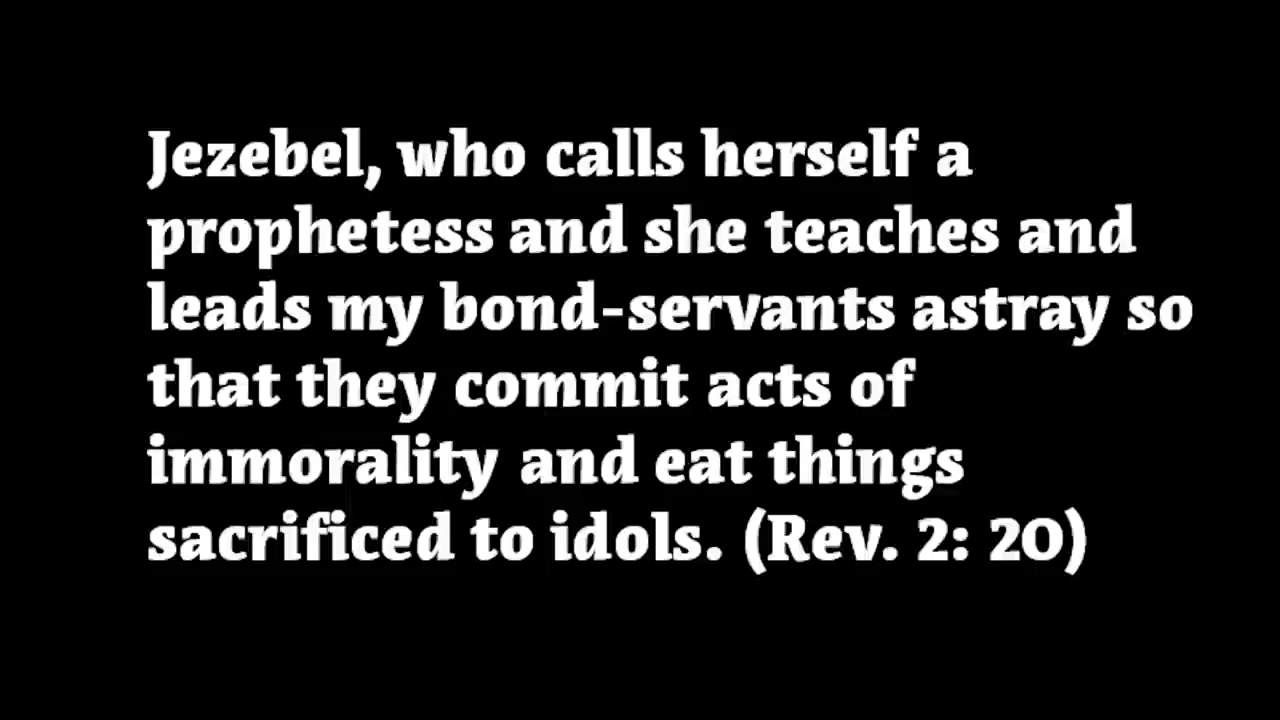 Jezebel, who calls herself a
prophetess and she teaches and
leads my bond-servants astray so
that they commit acts of
immorality and eat things
sacrificed to idols. (Rev. 2: 20)